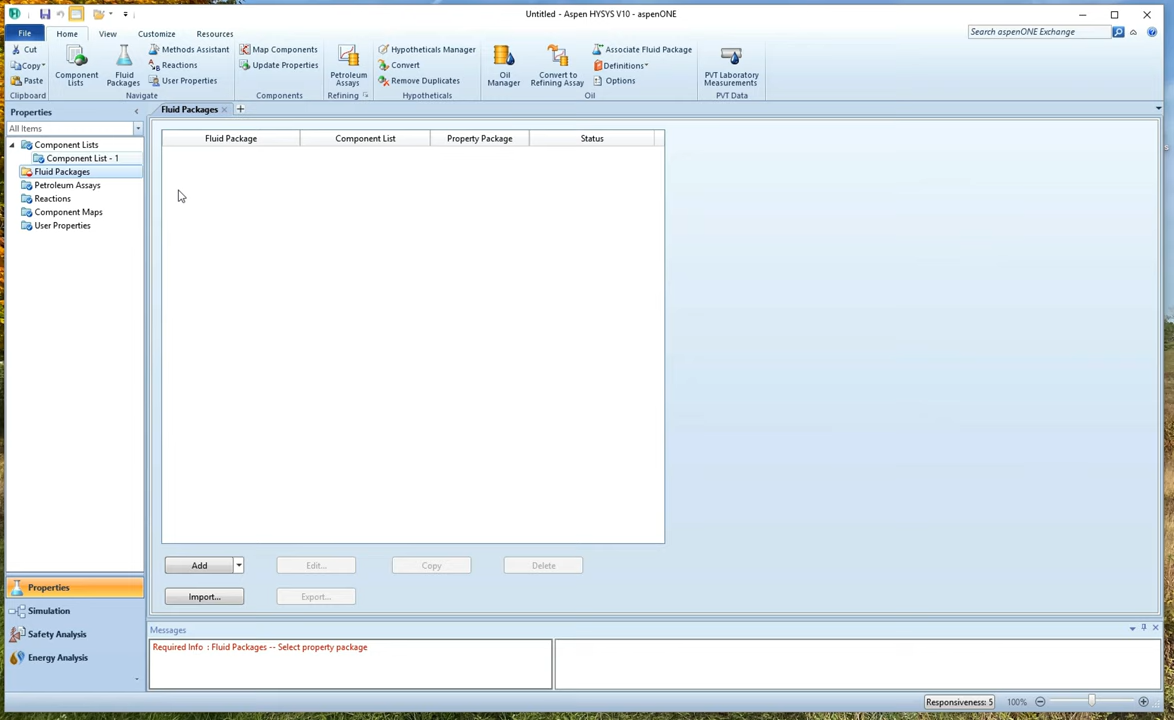 Untitled - Aspen HYSYS V10 - aspenONE
File Home View Customize Resources
Search aspenONE Exchange
Cut
Copy
Paste
Clipboard
Component Lists
Fluid Packages
Methods Assistant
Reactions
User Properties
Navigate
Map Components
Update Properties
Components
Petroleum Assays
Refining
Hypotheticals Manager
Convert
Remove Duplicates
Hypotheticals
Oil Manager
Convert to Refining Assay
Associate Fluid Package
Definitions
Options
Oil
PVT Laboratory Measurements
PVT Data
Properties
All Items
Component Lists
Component List - 1
Fluid Packages
Petroleum Assays
Reactions
Component Maps
User Properties
Properties
Simulation
Safety Analysis
Energy Analysis
Fluid Packages
Fluid Package Component List Property Package Status
Add Edit... Copy Delete
Import... Export...
Messages
Required Info : Fluid Packages -- Select property package
Responsiveness: 5 100%